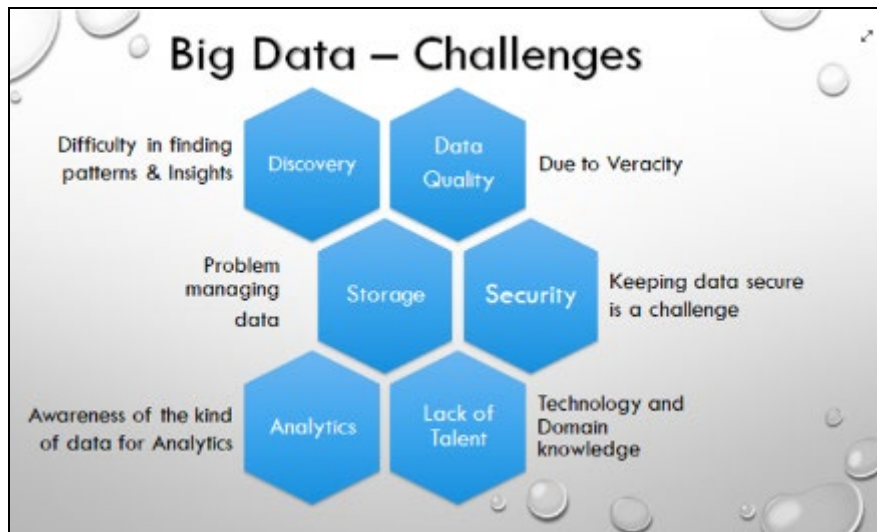 Big Data – Challenges
Difficulty in finding
patterns & Insights
Discovery
Data
Quality
Due to Veracity
Problem
managing
data
Storage
Security
Keeping data secure
is a challenge
Awareness of the kind
of data for Analytics
Analytics
Lack of
Talent
Technology and
Domain
knowledge